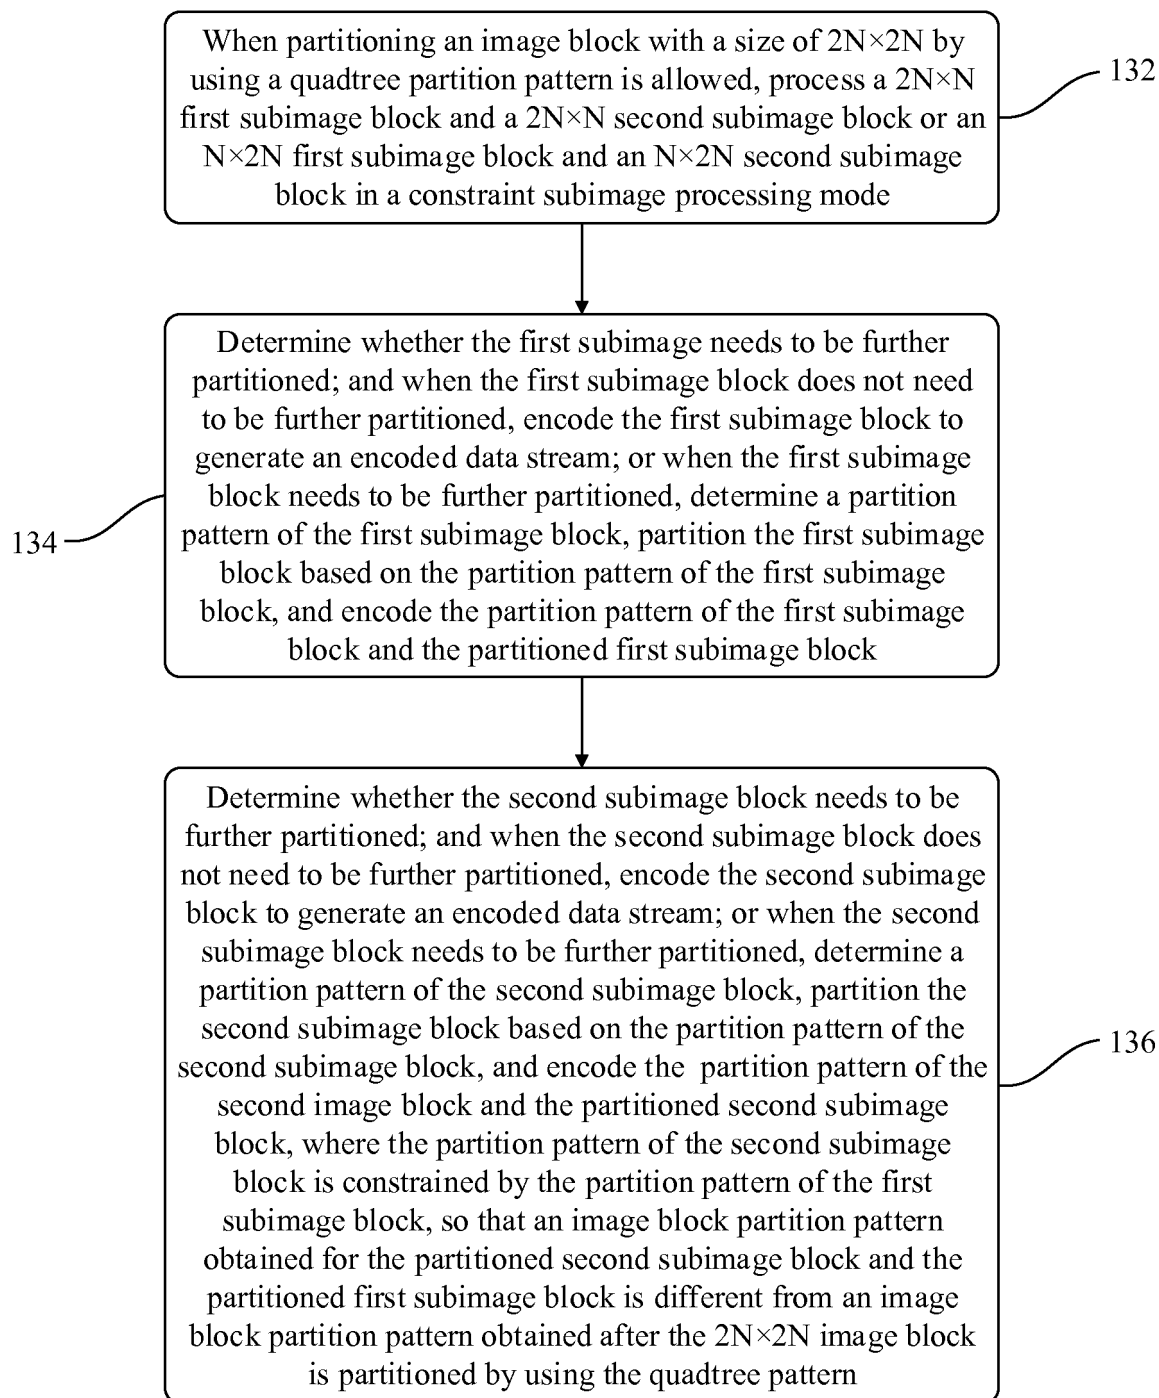 When partitioning an image block with a size of 2N×2N by
using a quadtree partition pattern is allowed, process a 2N×N
first subimage block and a 2N×N second subimage block or an
N×2N first subimage block and an N×2N second subimage
block in a constraint subimage processing mode
132
Determine whether the first subimage needs to be further
partitioned; and when the first subimage block does not need
to be further partitioned, encode the first subimage block to
generate an encoded data stream; or when the first subimage
block needs to be further partitioned, determine a partition
pattern of the first subimage block, partition the first subimage
block based on the partition pattern of the first subimage
block, and encode the partition pattern of the first subimage
block and the partitioned first subimage block
134
Determine whether the second subimage block needs to be
further partitioned; and when the second subimage block does
not need to be further partitioned, encode the second subimage
block to generate an encoded data stream; or when the second
subimage block needs to be further partitioned, determine a
partition pattern of the second subimage block, partition the
second subimage block based on the partition pattern of the
second subimage block, and encode the  partition pattern of the
second image block and the partitioned second subimage
block, where the partition pattern of the second subimage
block is constrained by the partition pattern of the first
subimage block, so that an image block partition pattern
obtained for the partitioned second subimage block and the
partitioned first subimage block is different from an image
block partition pattern obtained after the 2N×2N image block
is partitioned by using the quadtree pattern
136